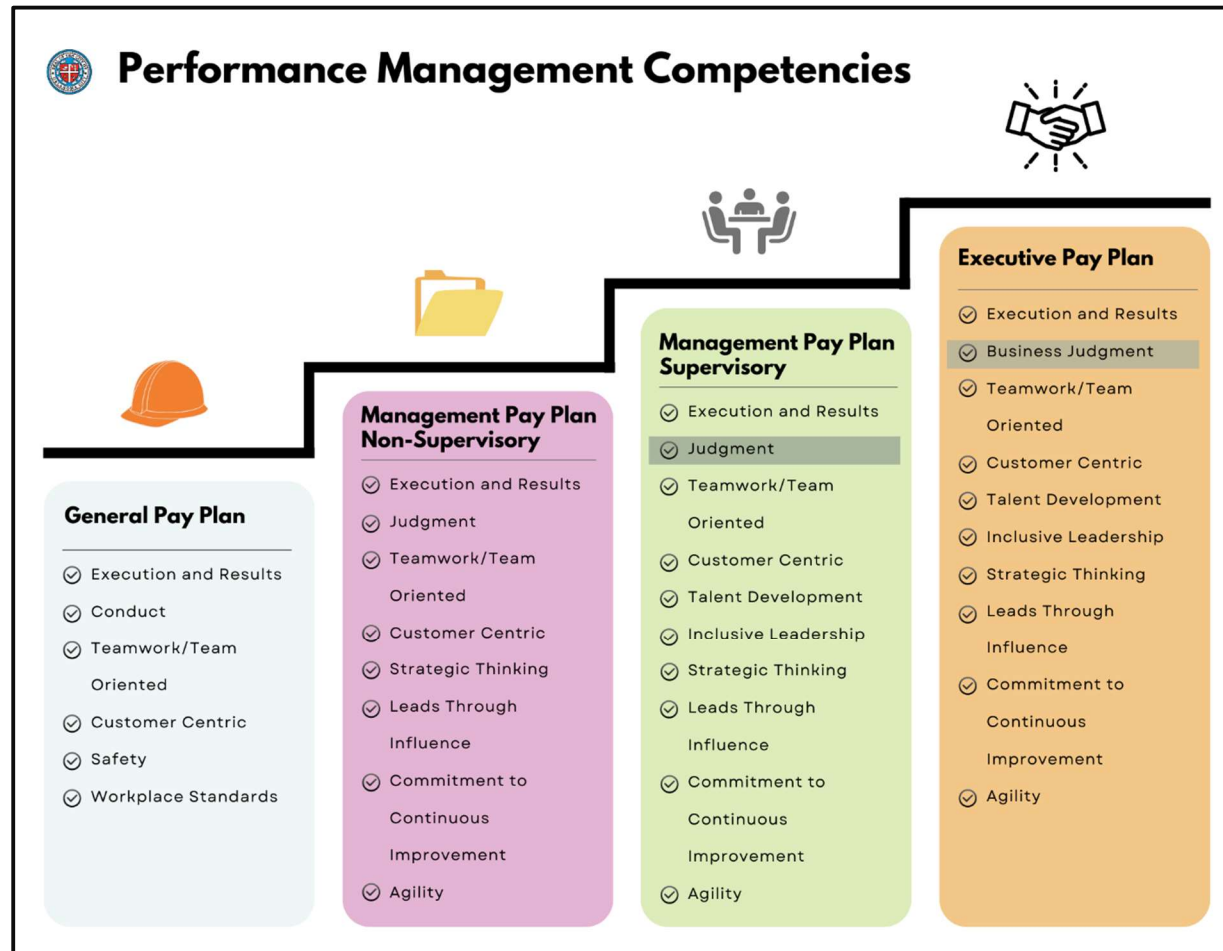 Performance Management Competencies
General Pay Plan
Execution and Results
Conduct
Teamwork/Team
Oriented
Customer Centric
Safety
Workplace Standards
Management Pay Plan
Non-Supervisory
Execution and Results
Judgment
Teamwork/Team
Oriented
Customer Centric
Strategic Thinking
Leads Through
Influence
Commitment to
Continuous
Improvement
Agility
Management Pay Plan
Supervisory
Execution and Results
Judgment
Teamwork/Team
Oriented
Customer Centric
Talent Development
Inclusive Leadership
Strategic Thinking
Leads Through
Influence
Commitment to
Continuous
Improvement
Agility
Executive Pay Plan
Execution and Results
Business Judgment
Teamwork/Team
Oriented
Customer Centric
Talent Development
Inclusive Leadership
Strategic Thinking
Leads Through
Influence
Commitment to
Continuous
Improvement
Agility